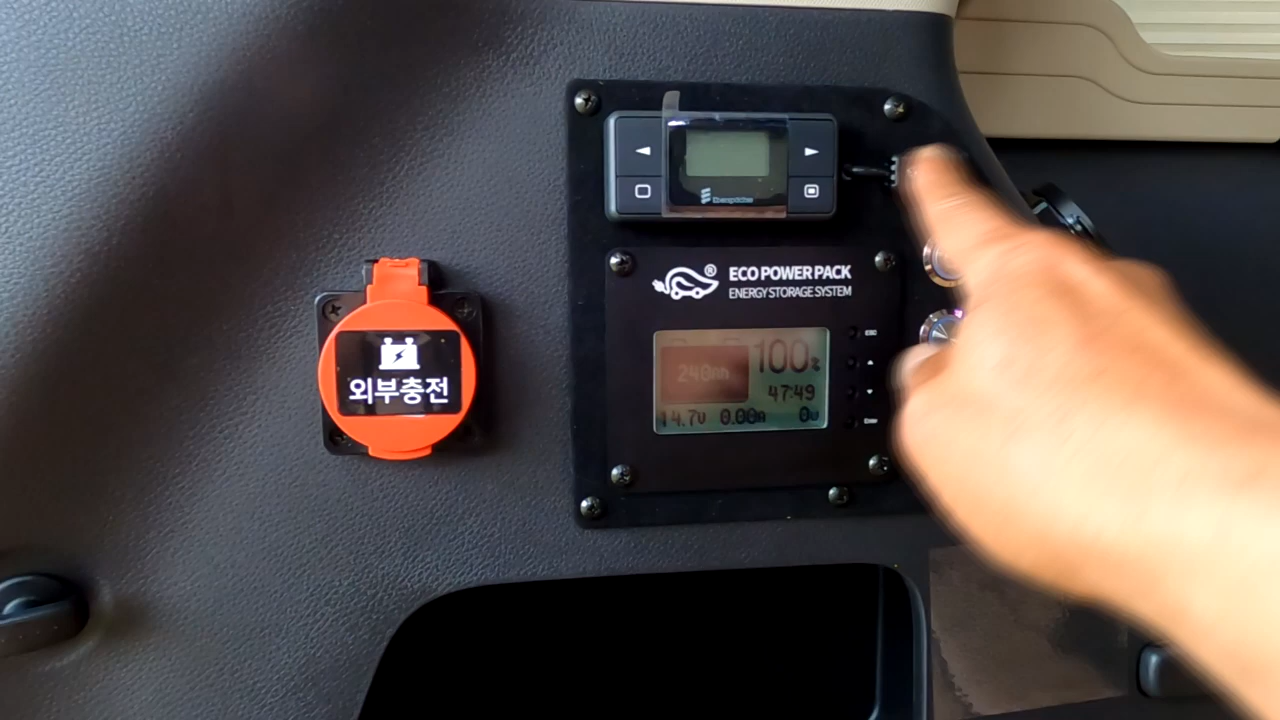 ECO POWER PACK
ENERGY STORAGE SYSTEM
®
ESC
100%
240Ah
47:49
14.7V 0.00A 0W
Enter
외부충전